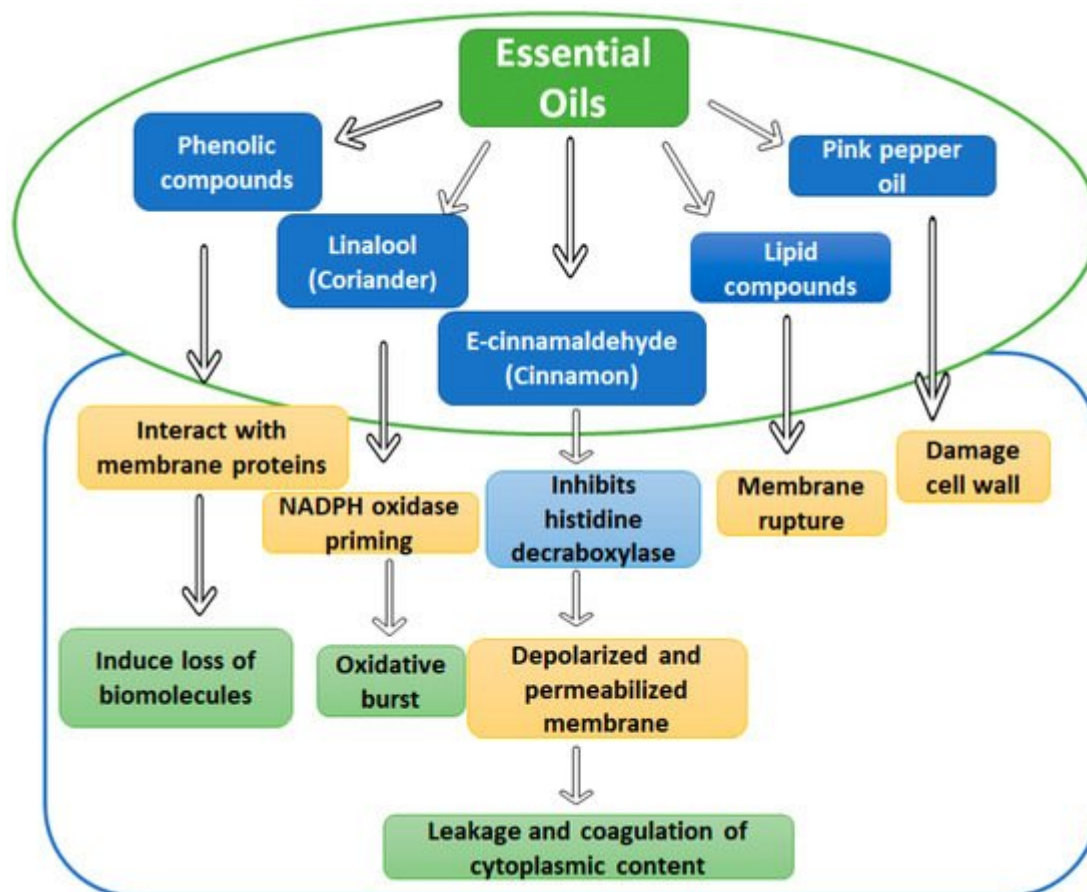 Essential
Oils
Phenolic
compounds
Pink pepper
oil
Linalool
(Coriander)
Lipid
compounds
E-cinnamaldehyde
(Cinnamon)
Interact with
membrane proteins
Damage
cell wall
NADPH oxidase
priming
Inhibits
histidine
decraboxylase
Membrane
rupture
Induce loss of
biomolecules
Oxidative
burst
Depolarized and
permeabilized
membrane
Leakage and coagulation of
cytoplasmic content